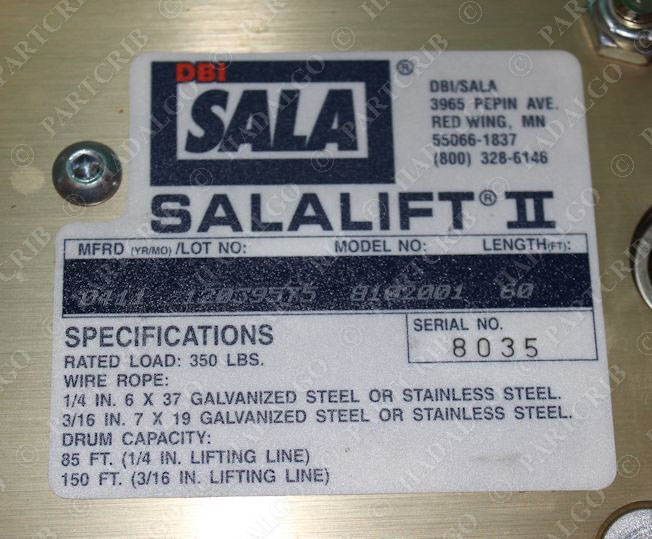 DBI
SALA®
DBI/SALA
3965 PEPIN AVE.
RED WING, MN
55066-1837
(800) 328-6146
SALALIFT® II
MFRD (YR/MO) /LOT NO: MODEL NO: LENGTH(FT):
0411 8102001 60
SPECIFICATIONS
SERIAL NO.
8035
RATED LOAD: 350 LBS.
WIRE ROPE:
1/4 IN. 6 X 37 GALVANIZED STEEL OR STAINLESS STEEL.
3/16 IN. 7 X 19 GALVANIZED STEEL OR STAINLESS STEEL.
DRUM CAPACITY:
85 FT. (1/4 IN. LIFTING LINE)
150 FT. (3/16 IN. LIFTING LINE)
© HADALGO © PARTCRIB